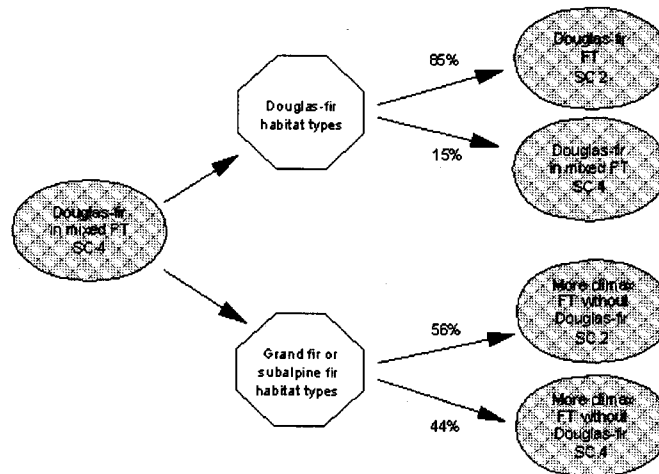 Douglas-fir
in mixed FT
SC 4
Douglas-fir
habitat types
85%
15%
Douglas-fir
FT
SC 2
Douglas-fir
in mixed FT
SC 4
Grand fir or
subalpine fir
habitat types
56%
44%
More climax
FT without
Douglas-fir
SC 2
More climax
FT without
Douglas-fir
SC 4